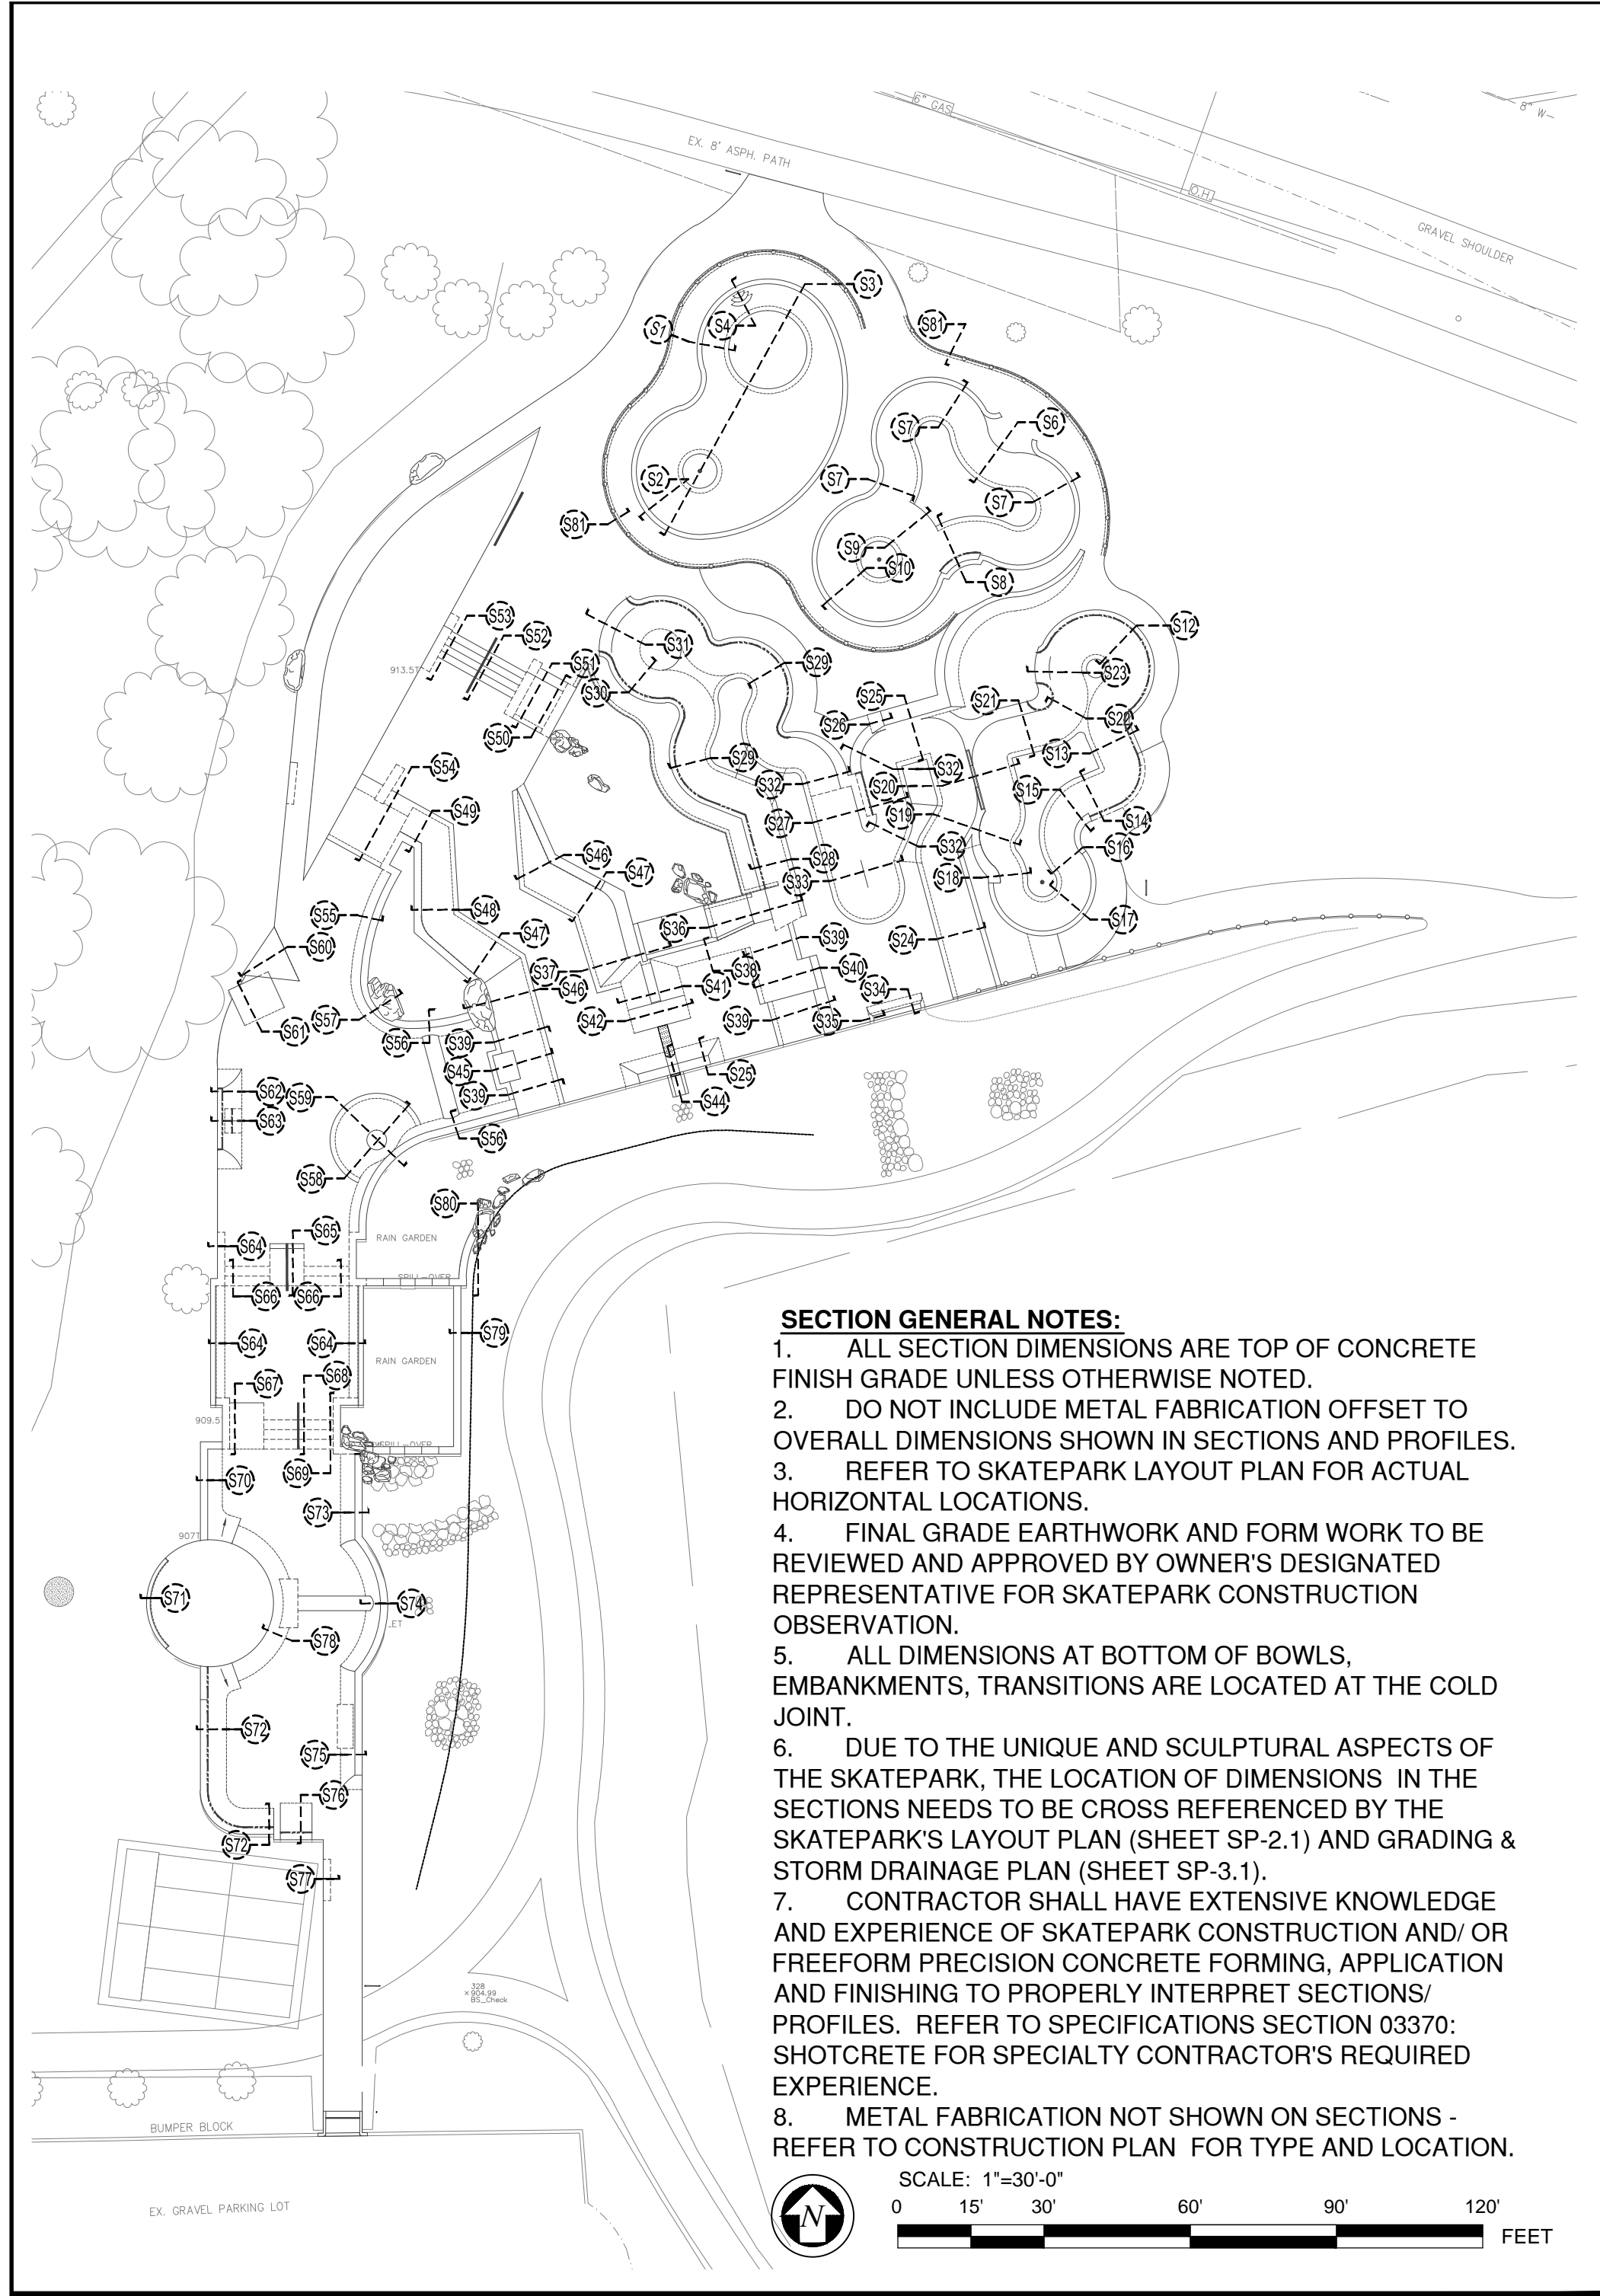 6" GAS
8" W
EX. 8' ASPH. PATH
O.H.
GRAVEL SHOULDER
S3
S1
S4
S81
S7
S6
S2
S7
S7
S81
S9
S10
S8
S53
S12
S52
S31
S51
S29
913.5T
S23
S30
S25
S21
S22
S26
S50
S13
S29
S54
S32
S32
S20
S15
S49
S19
S27
S14
S32
S16
S46
S28
S47
S33
S18
S48
S55
S17
S36
S47
S39
S24
S60
S37
S38
S40
S41
S46
S34
S57
S42
S39
S35
S61
S56
S39
S45
S25
S62
S59
S39
S44
S63
S56
S58
S80
S65
RAIN GARDEN
S64
SPILL-OVER
S66
S66
S79
S64
S64
RAIN GARDEN
S68
S67
909.5
SPILL-OVER
S69
S70
S73
907T
S71
S74
LET
S78
S72
S75
S76
S72
S77
328
904.99
BS_Check
BUMPER BLOCK
EX. GRAVEL PARKING LOT
SECTION GENERAL NOTES:
1. ALL SECTION DIMENSIONS ARE TOP OF CONCRETE
FINISH GRADE UNLESS OTHERWISE NOTED.
2. DO NOT INCLUDE METAL FABRICATION OFFSET TO
OVERALL DIMENSIONS SHOWN IN SECTIONS AND PROFILES.
3. REFER TO SKATEPARK LAYOUT PLAN FOR ACTUAL
HORIZONTAL LOCATIONS.
4. FINAL GRADE EARTHWORK AND FORM WORK TO BE
REVIEWED AND APPROVED BY OWNER'S DESIGNATED
REPRESENTATIVE FOR SKATEPARK CONSTRUCTION
OBSERVATION.
5. ALL DIMENSIONS AT BOTTOM OF BOWLS,
EMBANKMENTS, TRANSITIONS ARE LOCATED AT THE COLD
JOINT.
6. DUE TO THE UNIQUE AND SCULPTURAL ASPECTS OF
THE SKATEPARK, THE LOCATION OF DIMENSIONS IN THE
SECTIONS NEEDS TO BE CROSS REFERENCED BY THE
SKATEPARK'S LAYOUT PLAN (SHEET SP-2.1) AND GRADING &
STORM DRAINAGE PLAN (SHEET SP-3.1).
7. CONTRACTOR SHALL HAVE EXTENSIVE KNOWLEDGE
AND EXPERIENCE OF SKATEPARK CONSTRUCTION AND/ OR
FREEFORM PRECISION CONCRETE FORMING, APPLICATION
AND FINISHING TO PROPERLY INTERPRET SECTIONS/
PROFILES. REFER TO SPECIFICATIONS SECTION 03370:
SHOTCRETE FOR SPECIALTY CONTRACTOR'S REQUIRED
EXPERIENCE.
8. METAL FABRICATION NOT SHOWN ON SECTIONS -
REFER TO CONSTRUCTION PLAN FOR TYPE AND LOCATION.
SCALE: 1"=30'-0"
0 15' 30' 60' 90' 120'
FEET
N